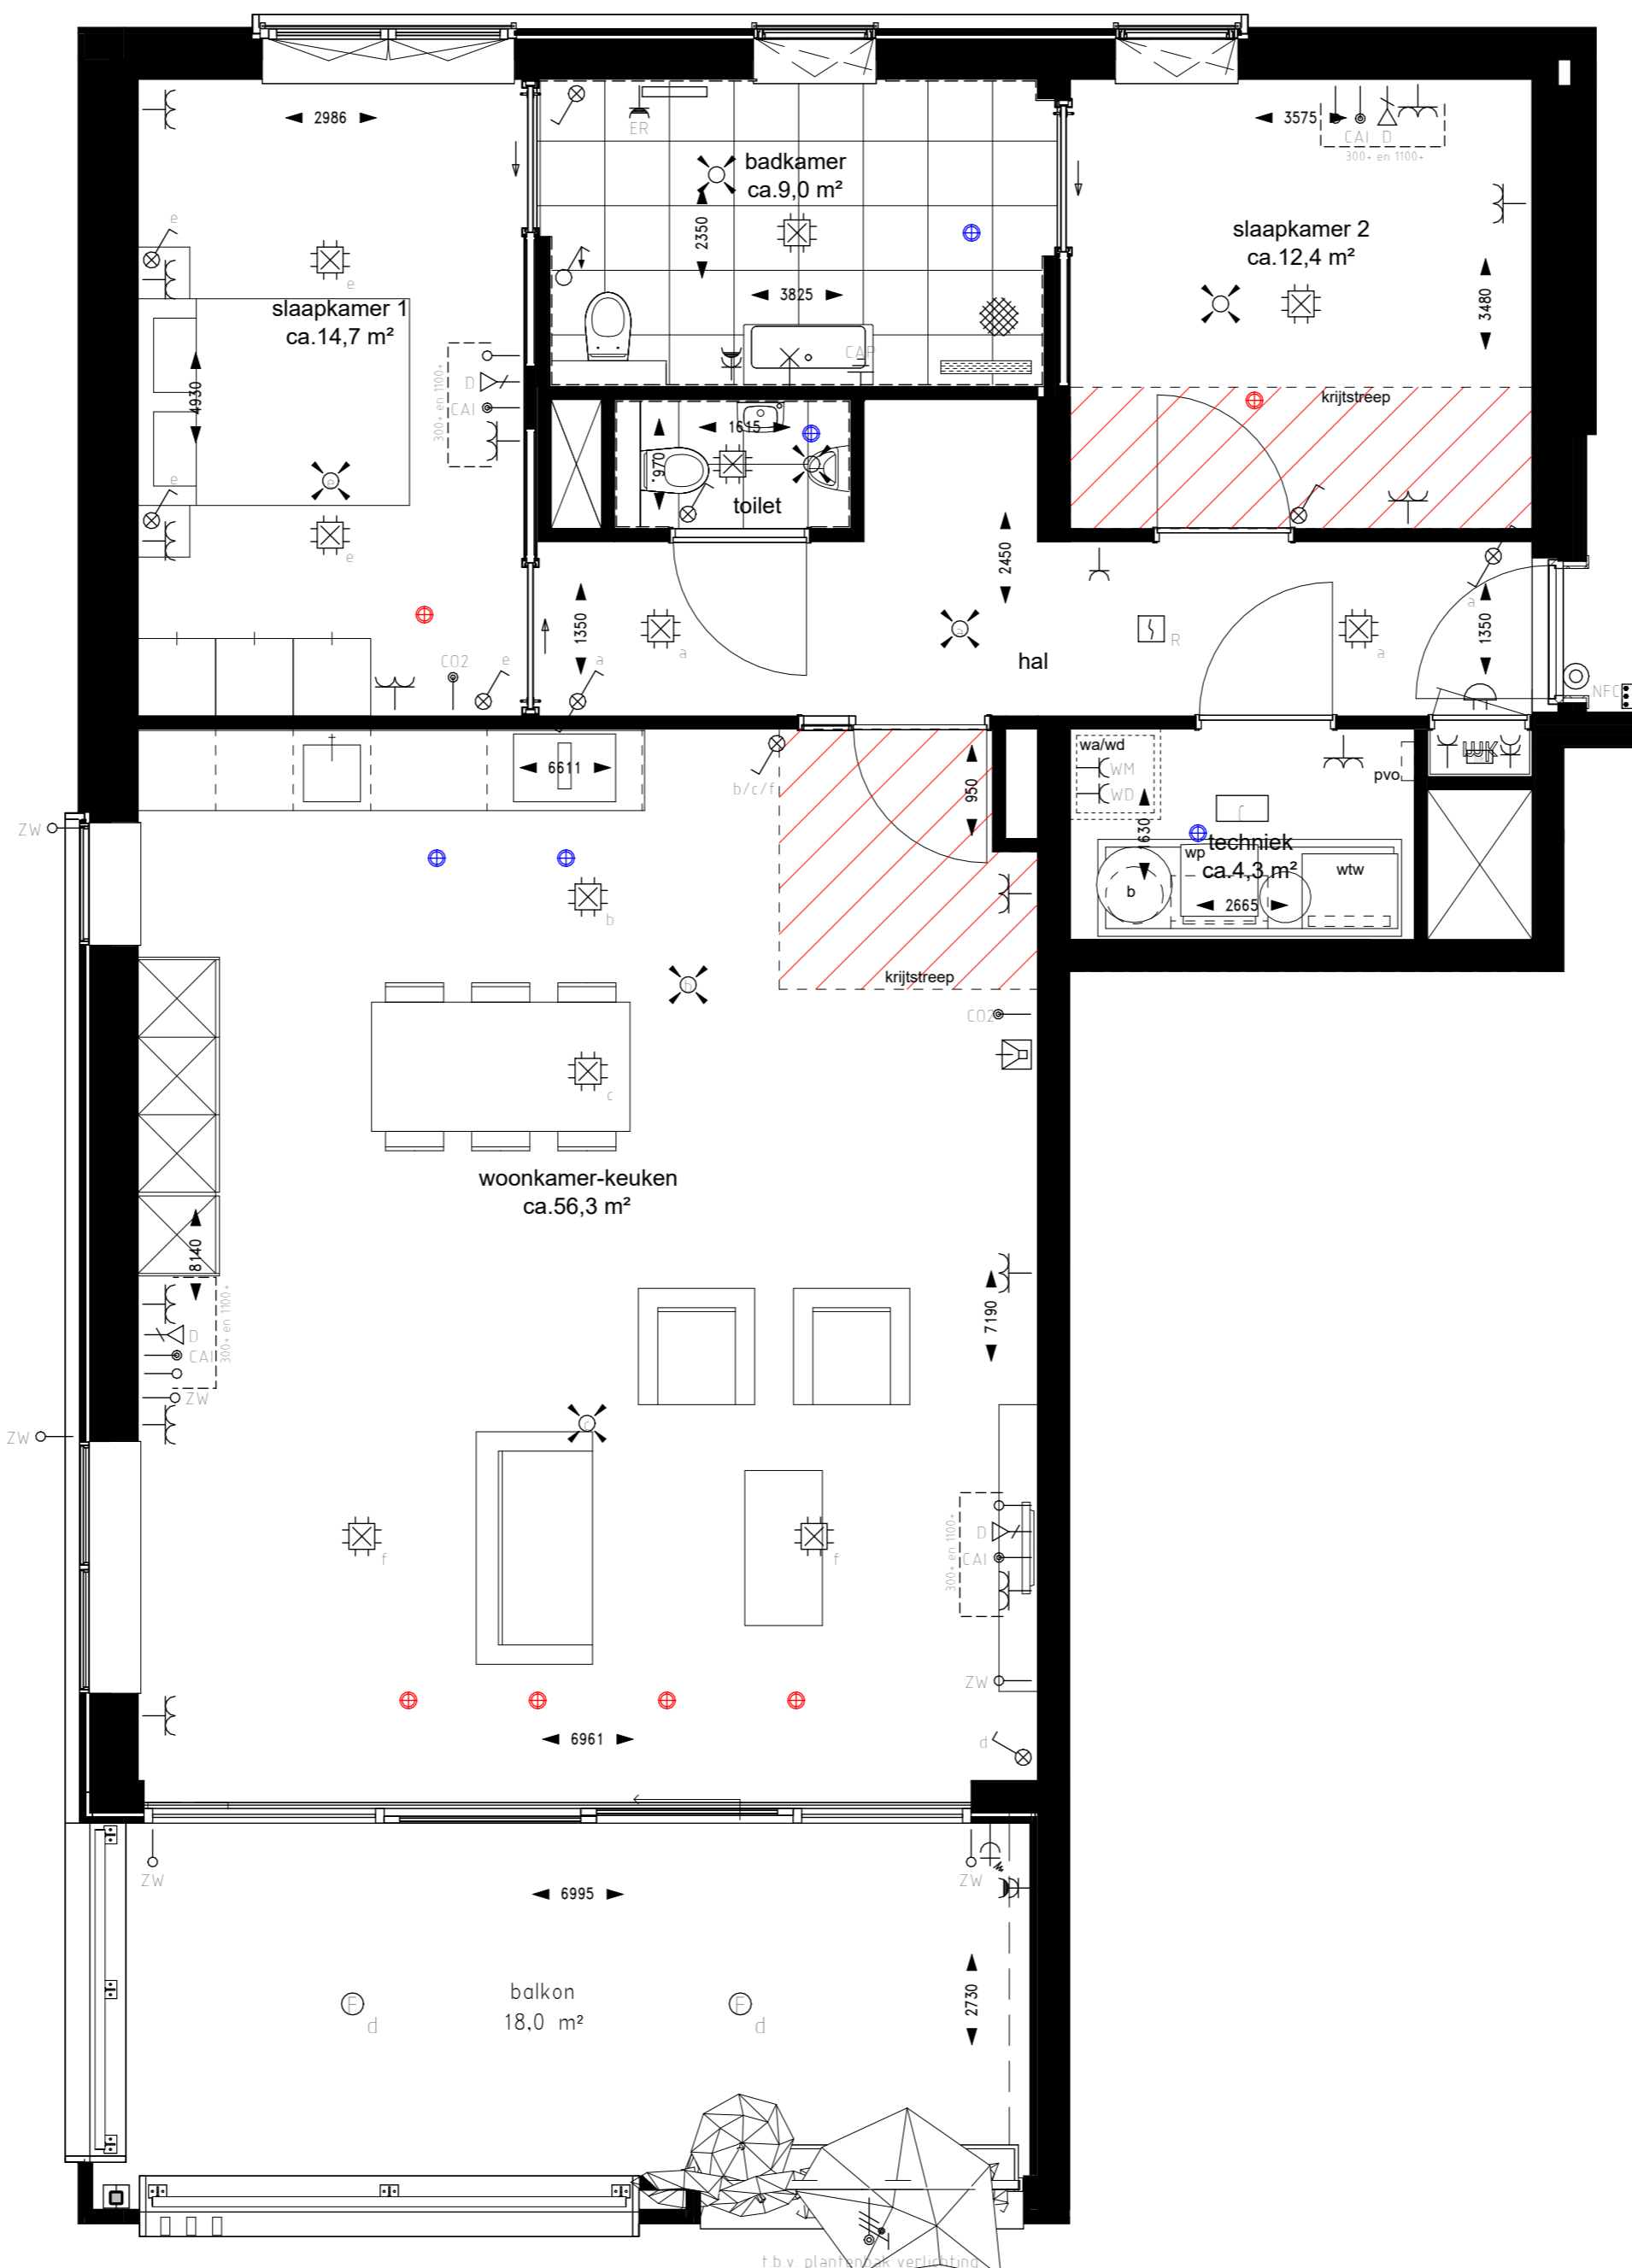 2986
ER
badkamer
ca.9,0 m²
2350
3825
CAP
3575
CAI D
300+ en 1100+
slaapkamer 2
ca.12,4 m²
3480
krijtstreep
e
e
slaapkamer 1
ca.14,7 m²
4930
D
CAI
300+ en 1100+
e
e
e
CO2
e
1615
970
toilet
2450
1350
a
a
a
hal
R
a
a
1350
NFC
6611
b/c/f
950
krijtstreep
wa/wd
WM
WD
1630
pvo
techniek
ca.4,3 m²
wp
wtw
b
2665
ZW
b
b
CO2
c
woonkamer-keuken
ca.56,3 m²
8140
D
CAI
300+ en 1100+
ZW
ZW
7190
c
f
f
D
CAI
300+ en 1100+
ZW
6961
d
ZW
ZW
6995
balkon
18,0 m²
2730
F
d
F
d
t.b.v. plantenbak verlichting